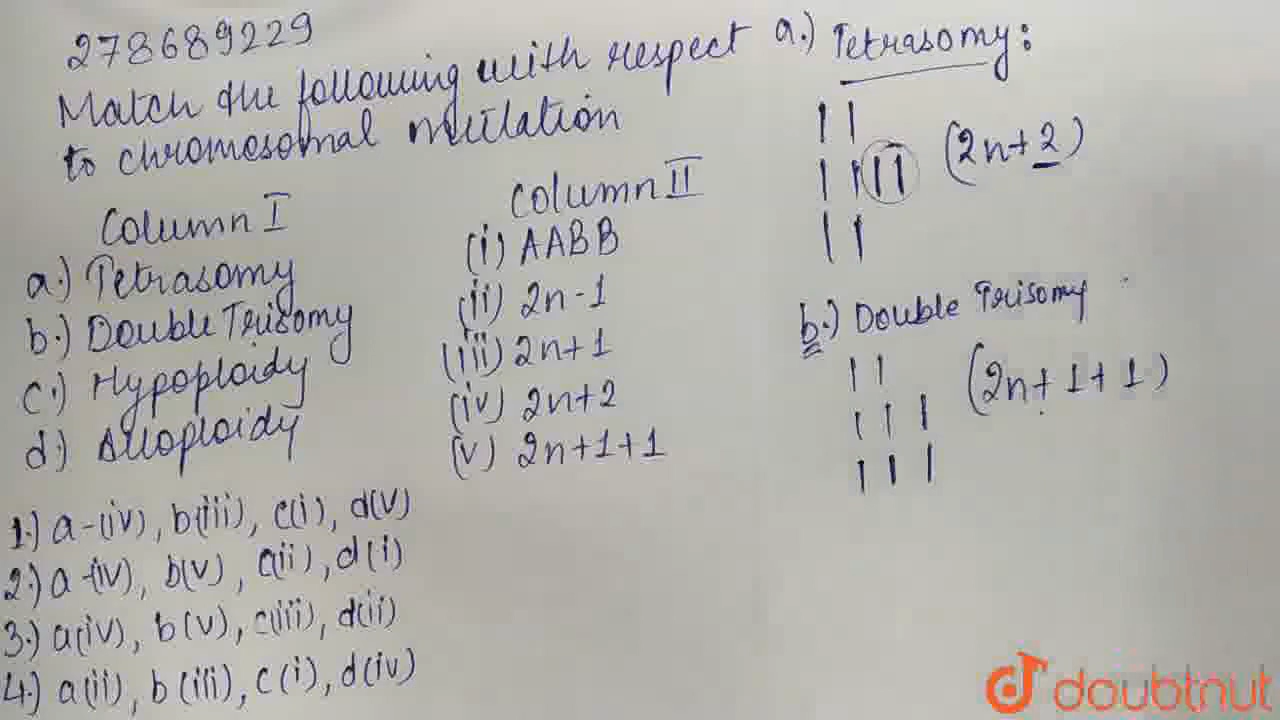 278689229
Match the following with respect
to chromosomal mutation
Column I
Column II
a.) Tetrasomy
(i) AABB
b.) Double Trisomy
(ii) 2n-1
c.) Hypoploidy
(iii) 2n+1
d.) Alloploidy
(iv) 2n+2
(v) 2n+1+1
1.) a-(iv), b(iii), c(i), d(v)
2.) a-(iv), b(v), c(ii), d(i)
3.) a(iv), b(v), c(iii), d(ii)
4.) a(ii), b(iii), c(i), d(iv)
a.) Tetrasomy:
(2n+2)
b.) Double Trisomy
(2n+1+1)
doubtnut